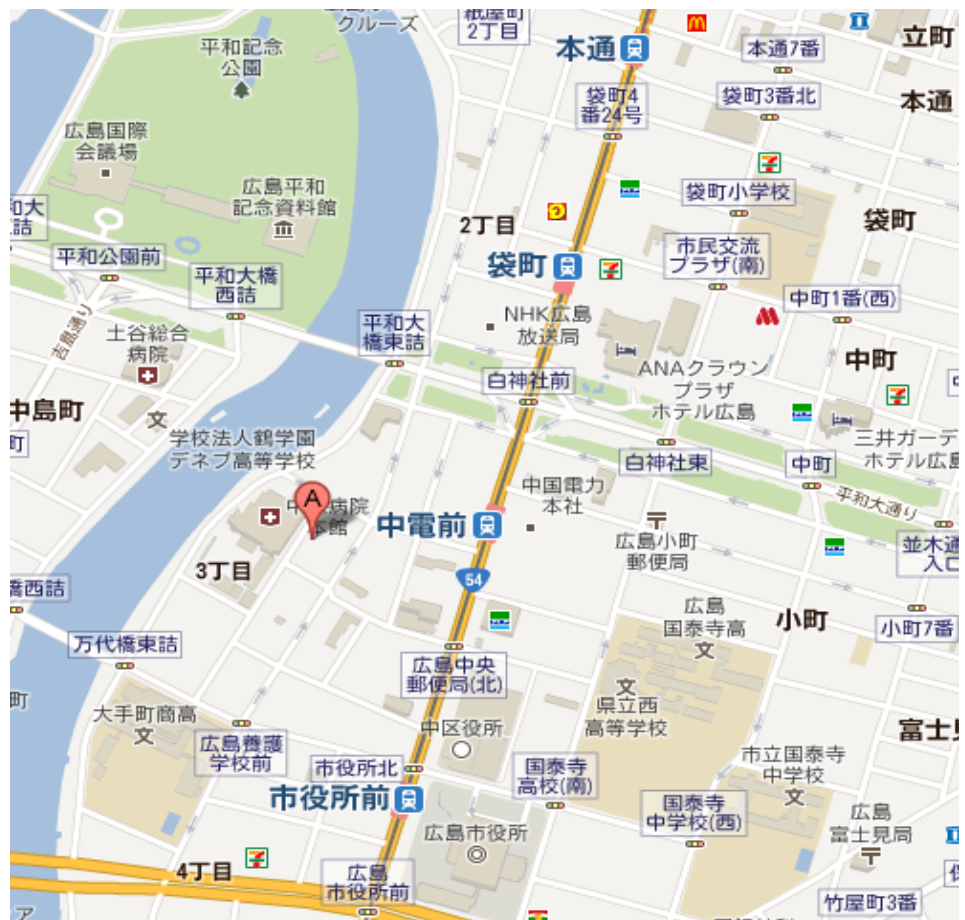 クルーズ
紙屋町
2丁目
本通
本通7番
立町
平和記念
公園
袋町4
番24号
袋町3番北
本通
広島国際
会議場
広島平和
記念資料館
袋町小学校
和大
詰
2丁目
袋町
平和公園前
平和大橋
西詰
袋町
市民交流
プラザ(南)
中町1番(西)
NHK広島
放送局
吉島通り
土谷総合
病院
平和大
橋東詰
白神社前
ANAクラウン
プラザ
ホテル広島
中町
中島町
町
学校法人鶴学園
デネブ高等学校
白神社東
中町
三井ガーデ
ホテル広島
平和大通り
A
病院
本館
中電前
中国電力
本社
広島小町
郵便局
並木通
入口
3丁目
橋西詰
54
万代橋東詰
広島
国泰寺高
小町
小町7番
広島中央
郵便局(北)
県立西
高等学校
町
大手町商高
広島養護
学校前
中区役所
富士見
市役所北
国泰寺
高校(南)
市立国泰寺
中学校
市役所前
国泰寺
中学校(西)
広島
富士見局
広島市役所
4丁目
広島
市役所前
竹屋町3番
ア